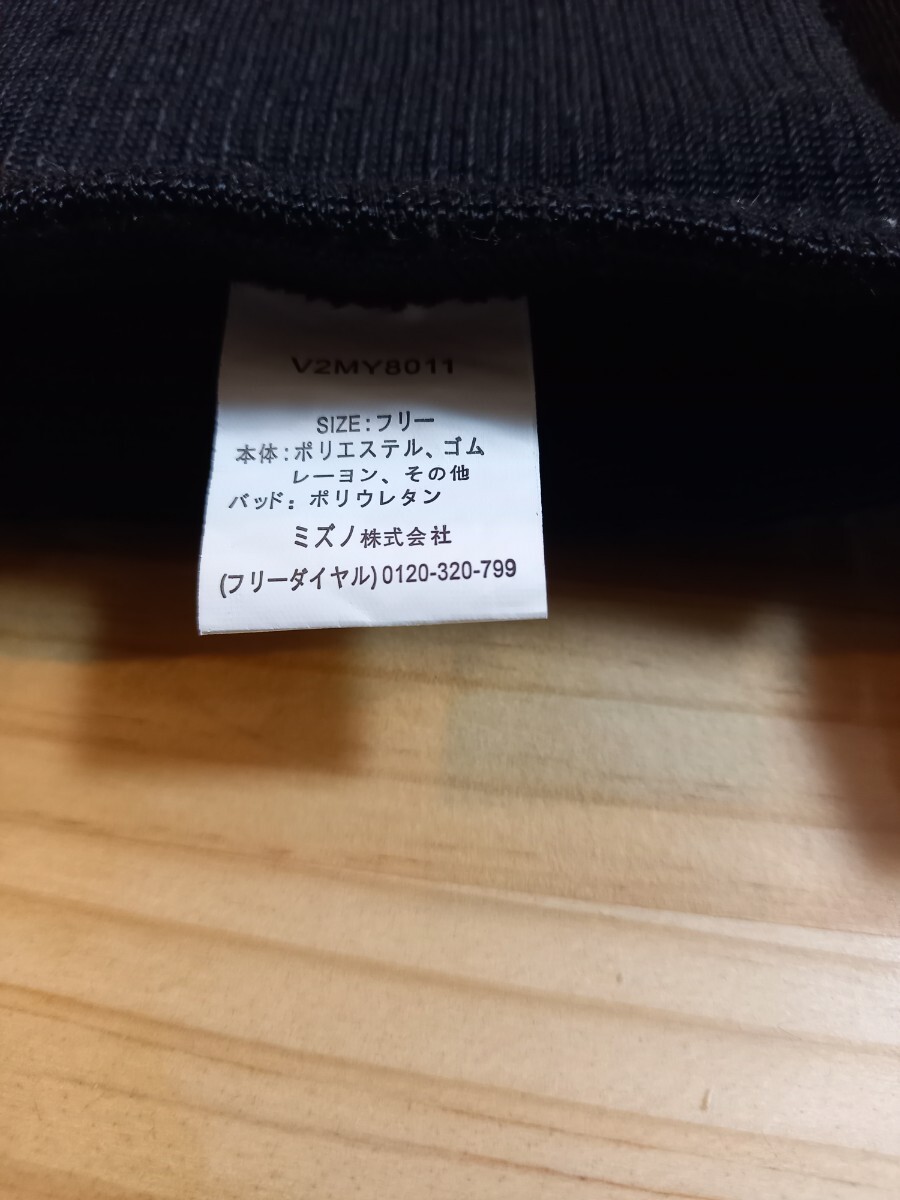 V2MY8011
SIZE:フリー
本体:ポリエステル、ゴム
レーヨン、その他
バッド: ポリウレタン
ミズノ株式会社
(フリーダイヤル)0120-320-799